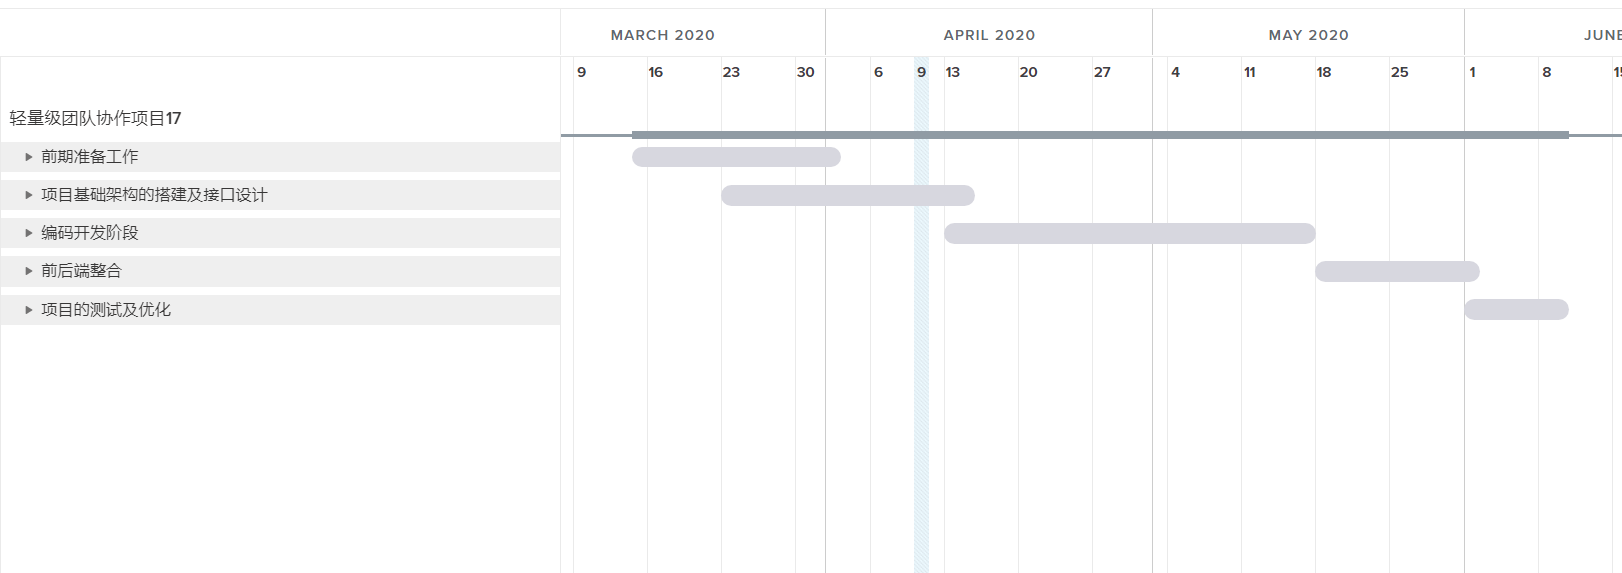 MARCH 2020 APRIL 2020 MAY 2020 JUNE
9 16 23 30 6 9 13 20 27 4 11 18 25 1 8
轻量级团队协作项目17
前期准备工作
项目基础架构的搭建及接口设计
编码开发阶段
前后端整合
项目的测试及优化